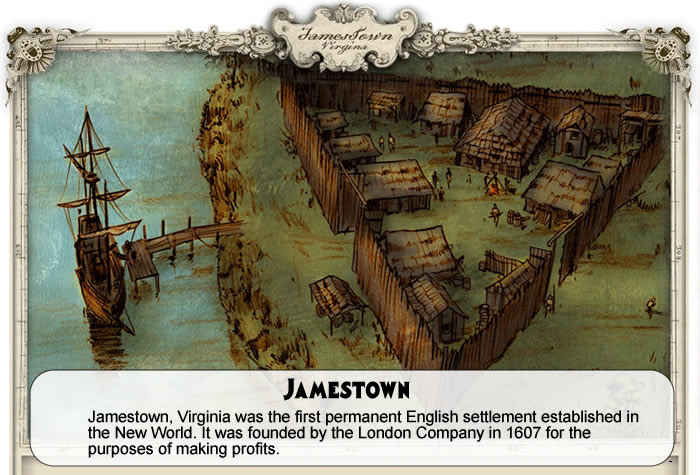 JamesTown
Virgina
JAMESTOWN
Jamestown, Virginia was the first permanent English settlement established in
the New World. It was founded by the London Company in 1607 for the
purposes of making profits.